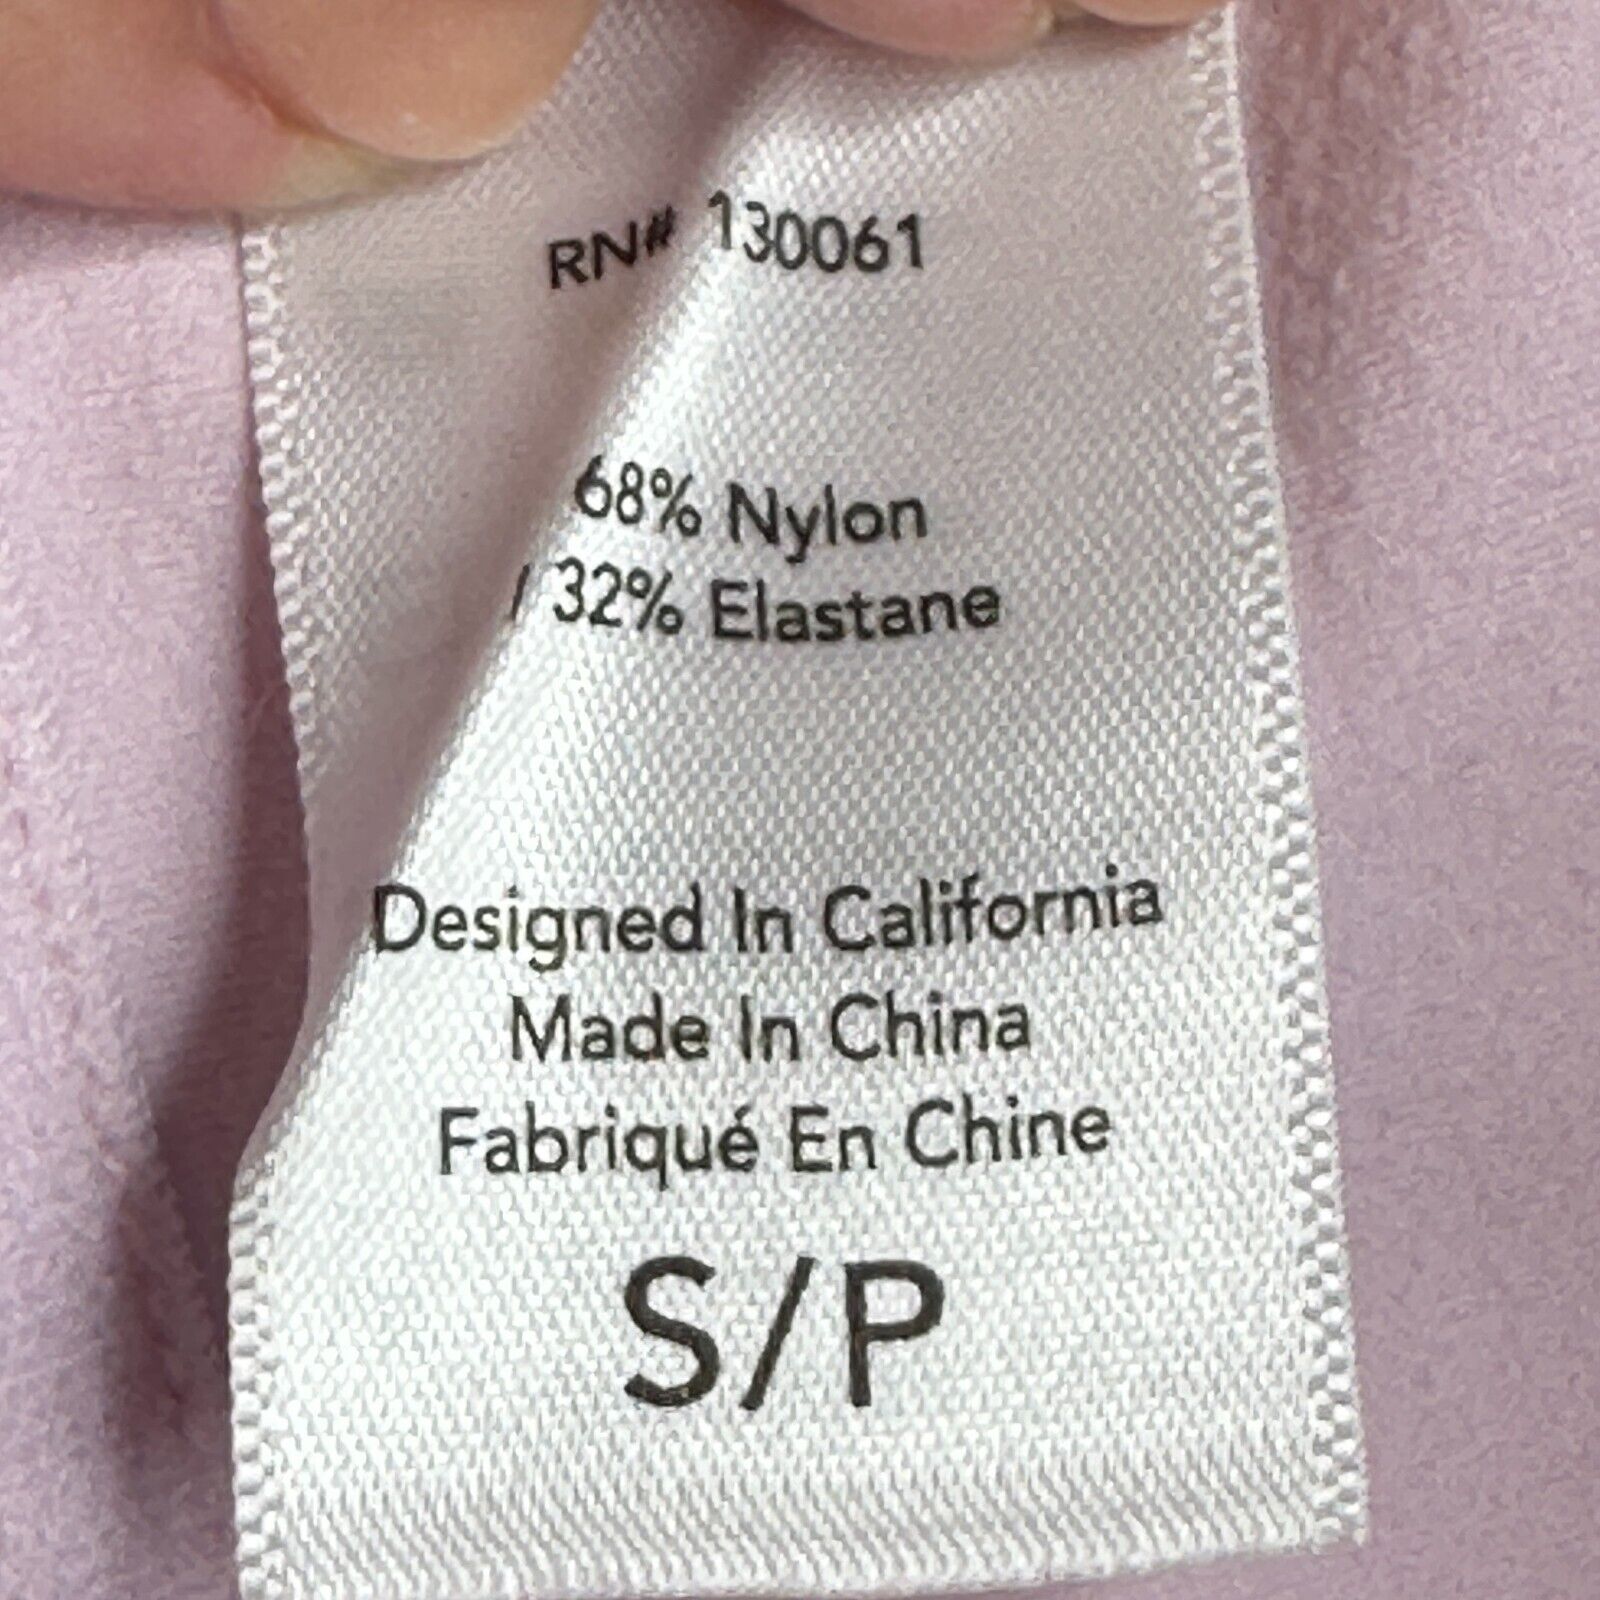 RN# 130061
68% Nylon
/ 32% Elastane
Designed In California
Made In China
Fabriqué En Chine
S/P